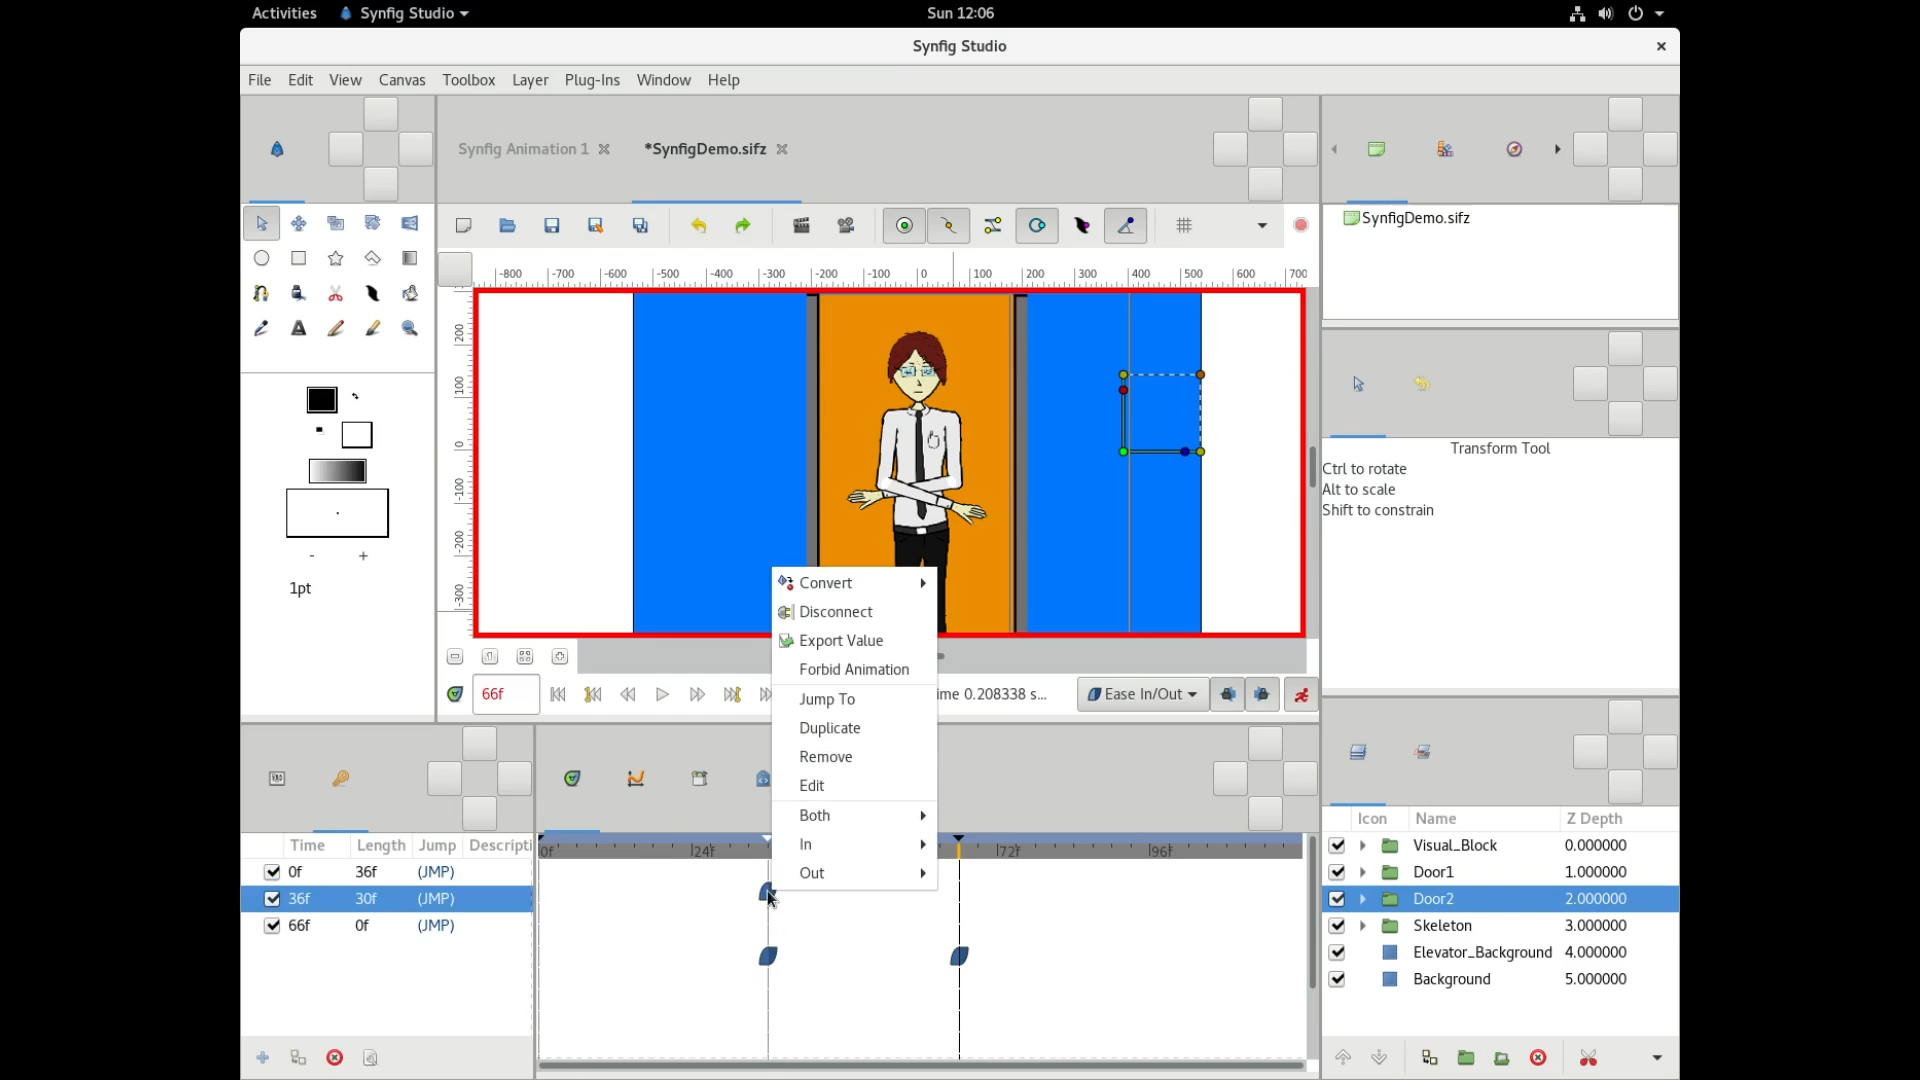 Activities Synfig Studio Sun 12:06
Synfig Studio
File Edit View Canvas Toolbox Layer Plug-Ins Window Help
Synfig Animation 1 *SynfigDemo.sifz
SynfigDemo.sifz
-800 -700 -600 -500 -400 -300 -200 -100 0 100 200 300 400 500 600 700
200
100
0
-100
-200
-300
Transform Tool
Ctrl to rotate
Alt to scale
Shift to constrain
- +
1pt
Convert
Disconnect
Export Value
Forbid Animation
Jump To
Duplicate
Remove
Edit
Both
In
Out
66f ime 0.208338 s... Ease In/Out
Time Length Jump Descripti
0f 36f (JMP)
36f 30f (JMP)
66f 0f (JMP)
0f 24f 72f 96f
Icon Name Z Depth
Visual_Block 0.000000
Door1 1.000000
Door2 2.000000
Skeleton 3.000000
Elevator_Background 4.000000
Background 5.000000